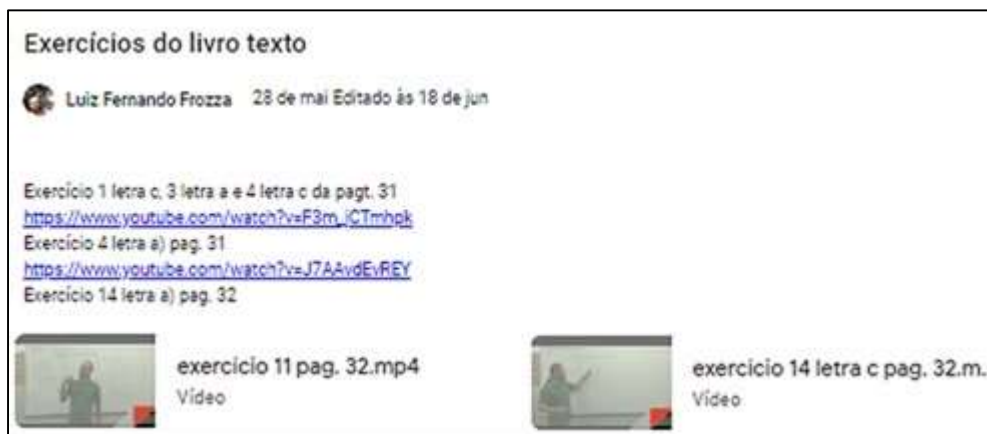 Exercícios do livro texto
Luiz Fernando Frozza 28 de mai Editado às 18 de jun
Exercício 1 letra c, 3 letra a e 4 letra c da pagt. 31
https://www.youtube.com/watch?v=F3m_jCTmhpk
Exercício 4 letra a) pag. 31
https://www.youtube.com/watch?v=J7AAvdEvREY
Exercício 14 letra a) pag. 32
exercicio 11 pag. 32.mp4
Vídeo
exercicio 14 letra c pag. 32.m.
Vídeo